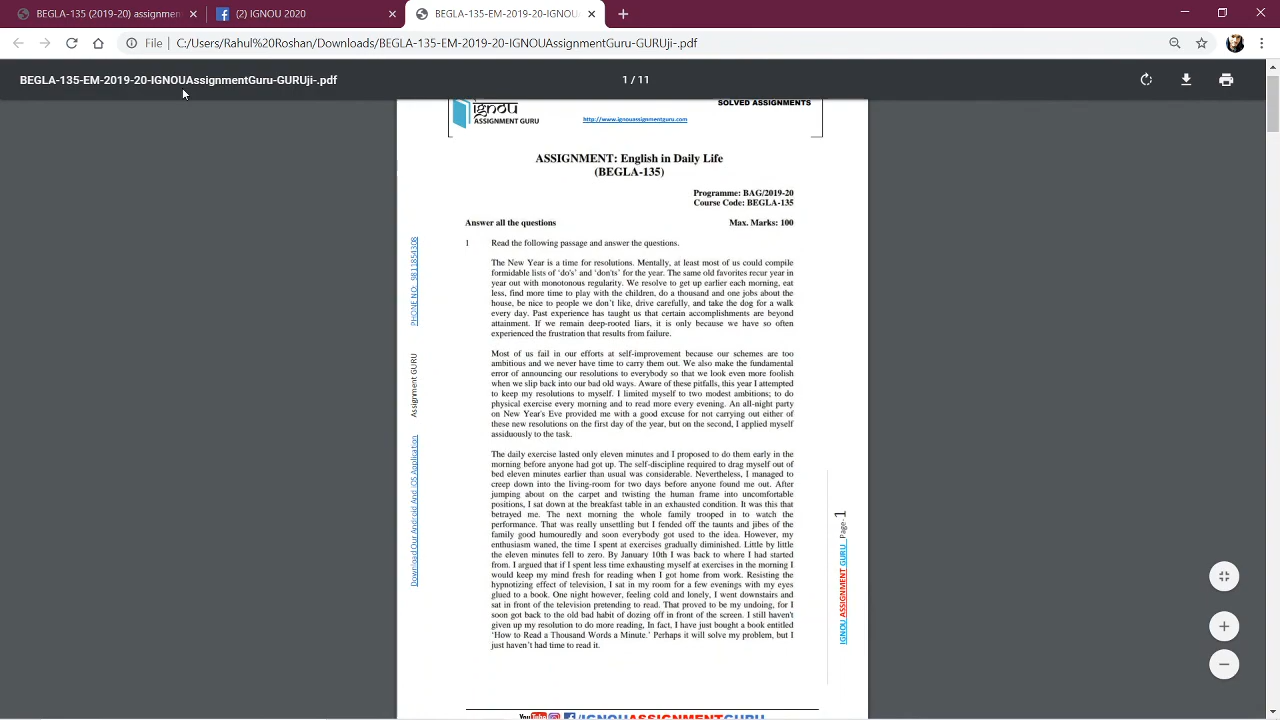 BEGLA-135 2019-20 assignment
(2) IGNOU 2020
BEGLA-135-EM-2019-20-IGNOUAssi
File
C:/Users/Rahul%20Roshan/Downloads/BEGLA-135-EM-2019-20-IGNOUAssignmentGuru-GURUji-.pdf
BEGLA-135-EM-2019-20-IGNOUAssignmentGuru-GURUji-.pdf
1 / 11
ignou
ASSIGNMENT GURU
http://www.ignouassignmentguru.com
SOLVED ASSIGNMENTS
ASSIGNMENT: English in Daily Life
(BEGLA-135)
Programme: BAG/2019-20
Course Code: BEGLA-135
Answer all the questions
Max. Marks: 100
1 Read the following passage and answer the questions.
The New Year is a time for resolutions. Mentally, at least most of us could compile
formidable lists of 'do's' and 'don'ts' for the year. The same old favorites recur year in
year out with monotonous regularity. We resolve to get up earlier each morning, eat
less, find more time to play with the children, do a thousand and one jobs about the
house, be nice to people we don't like, drive carefully, and take the dog for a walk
every day. Past experience has taught us that certain accomplishments are beyond
attainment. If we remain deep-rooted liars, it is only because we have so often
experienced the frustration that results from failure.
Most of us fail in our efforts at self-improvement because our schemes are too
ambitious and we never have time to carry them out. We also make the fundamental
error of announcing our resolutions to everybody so that we look even more foolish
when we slip back into our bad old ways. Aware of these pitfalls, this year I attempted
to keep my resolutions to myself. I limited myself to two modest ambitions; to do
physical exercise every morning and to read more every evening. An all-night party
on New Year's Eve provided me with a good excuse for not carrying out either of
these new resolutions on the first day of the year, but on the second, I applied myself
assiduously to the task.
The daily exercise lasted only eleven minutes and I proposed to do them early in the
morning before anyone had got up. The self-discipline required to drag myself out of
bed eleven minutes earlier than usual was considerable. Nevertheless, I managed to
creep down into the living-room for two days before anyone found me out. After
jumping about on the carpet and twisting the human frame into uncomfortable
positions, I sat down at the breakfast table in an exhausted condition. It was this that
betrayed me. The next morning the whole family trooped in to watch the
performance. That was really unsettling but I fended off the taunts and jibes of the
family good humouredly and soon everybody got used to the idea. However, my
enthusiasm waned, the time I spent at exercises gradually diminished. Little by little
the eleven minutes fell to zero. By January 10th I was back to where I had started
from. I argued that if I spent less time exhausting myself at exercises in the morning I
would keep my mind fresh for reading when I got home from work. Resisting the
hypnotizing effect of television, I sat in my room for a few evenings with my eyes
glued to a book. One night however, feeling cold and lonely, I went downstairs and
sat in front of the television pretending to read. That proved to be my undoing, for I
soon got back to the old bad habit of dozing off in front of the screen. I still haven't
given up my resolution to do more reading, In fact, I have just bought a book entitled
'How to Read a Thousand Words a Minute.' Perhaps it will solve my problem, but I
just haven't had time to read it.
PHONE NO: 9811854308
Assignment GURU
Download Our Android And iOS Application
IGNOU ASSIGNMENT GURU Page- 1
YouTube /IGNOUASSIGNMENTGURU